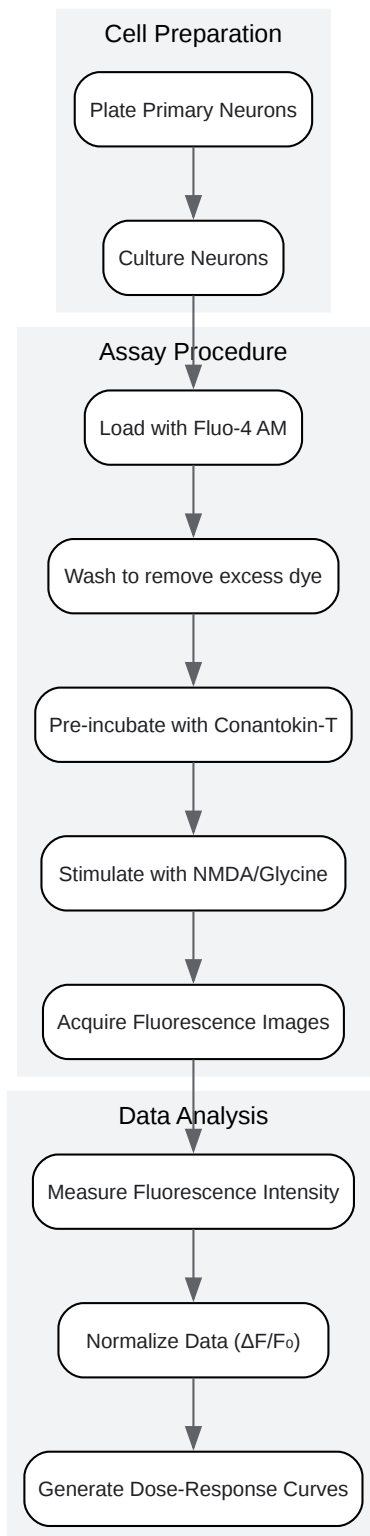 Cell Preparation
Plate Primary Neurons
Culture Neurons
Assay Procedure
Load with Fluo-4 AM
Wash to remove excess dye
Pre-incubate with Conantokin-T
Stimulate with NMDA/Glycine
Acquire Fluorescence Images
Data Analysis
Measure Fluorescence Intensity
Normalize Data (ΔF/F₀)
Generate Dose-Response Curves